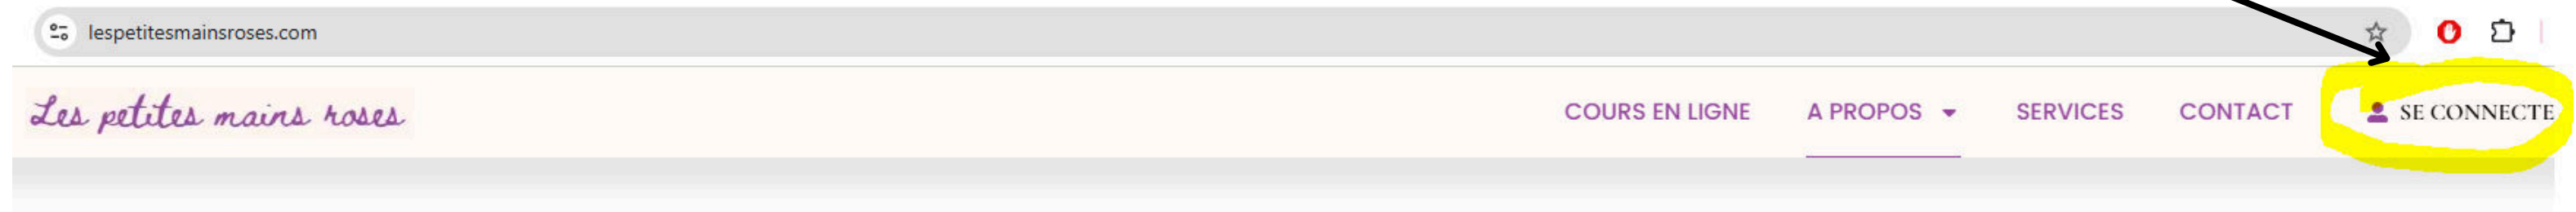 lespetitesmainsroses.com
Les petites mains roses
COURS EN LIGNE A PROPOS SERVICES CONTACT SE CONNECTE